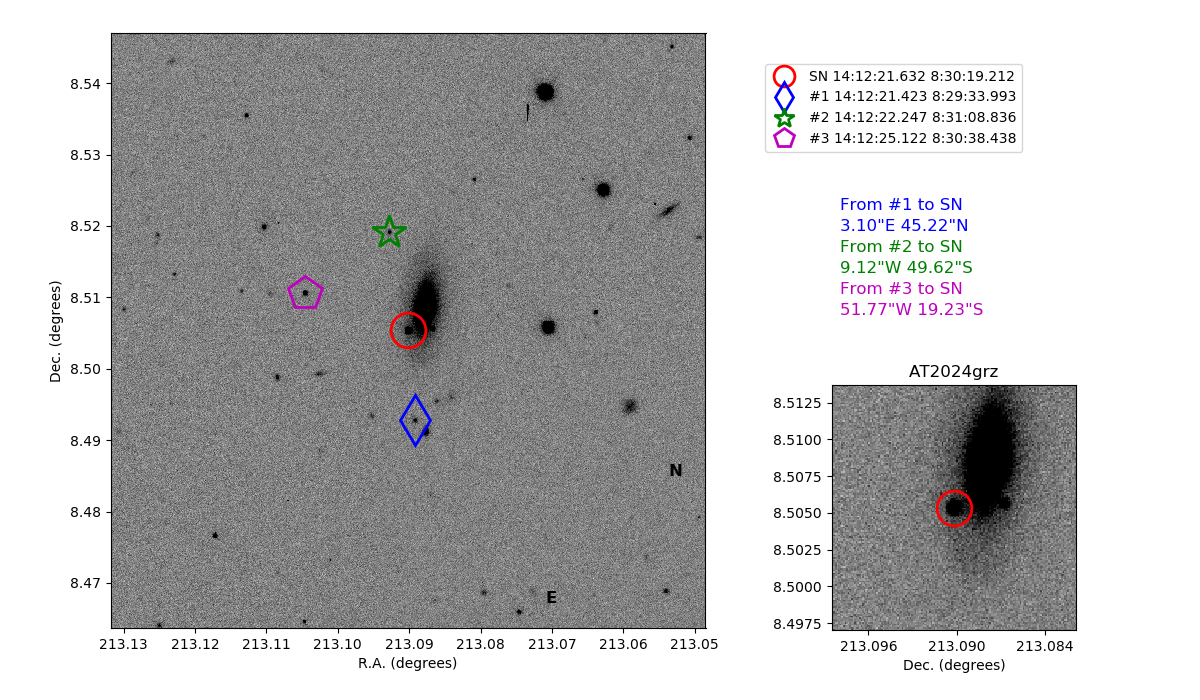 8.54
8.53
8.52
8.51
8.50
8.49
8.48
8.47
Dec. (degrees)
213.13 213.12 213.11 213.10 213.09 213.08 213.07 213.06 213.05
R.A. (degrees)
N
E
SN 14:12:21.632 8:30:19.212
#1 14:12:21.423 8:29:33.993
#2 14:12:22.247 8:31:08.836
#3 14:12:25.122 8:30:38.438
From #1 to SN
3.10"E 45.22"N
From #2 to SN
9.12"W 49.62"S
From #3 to SN
51.77"W 19.23"S
AT2024grz
8.5125
8.5100
8.5075
8.5050
8.5025
8.5000
8.4975
213.096 213.090 213.084
Dec. (degrees)